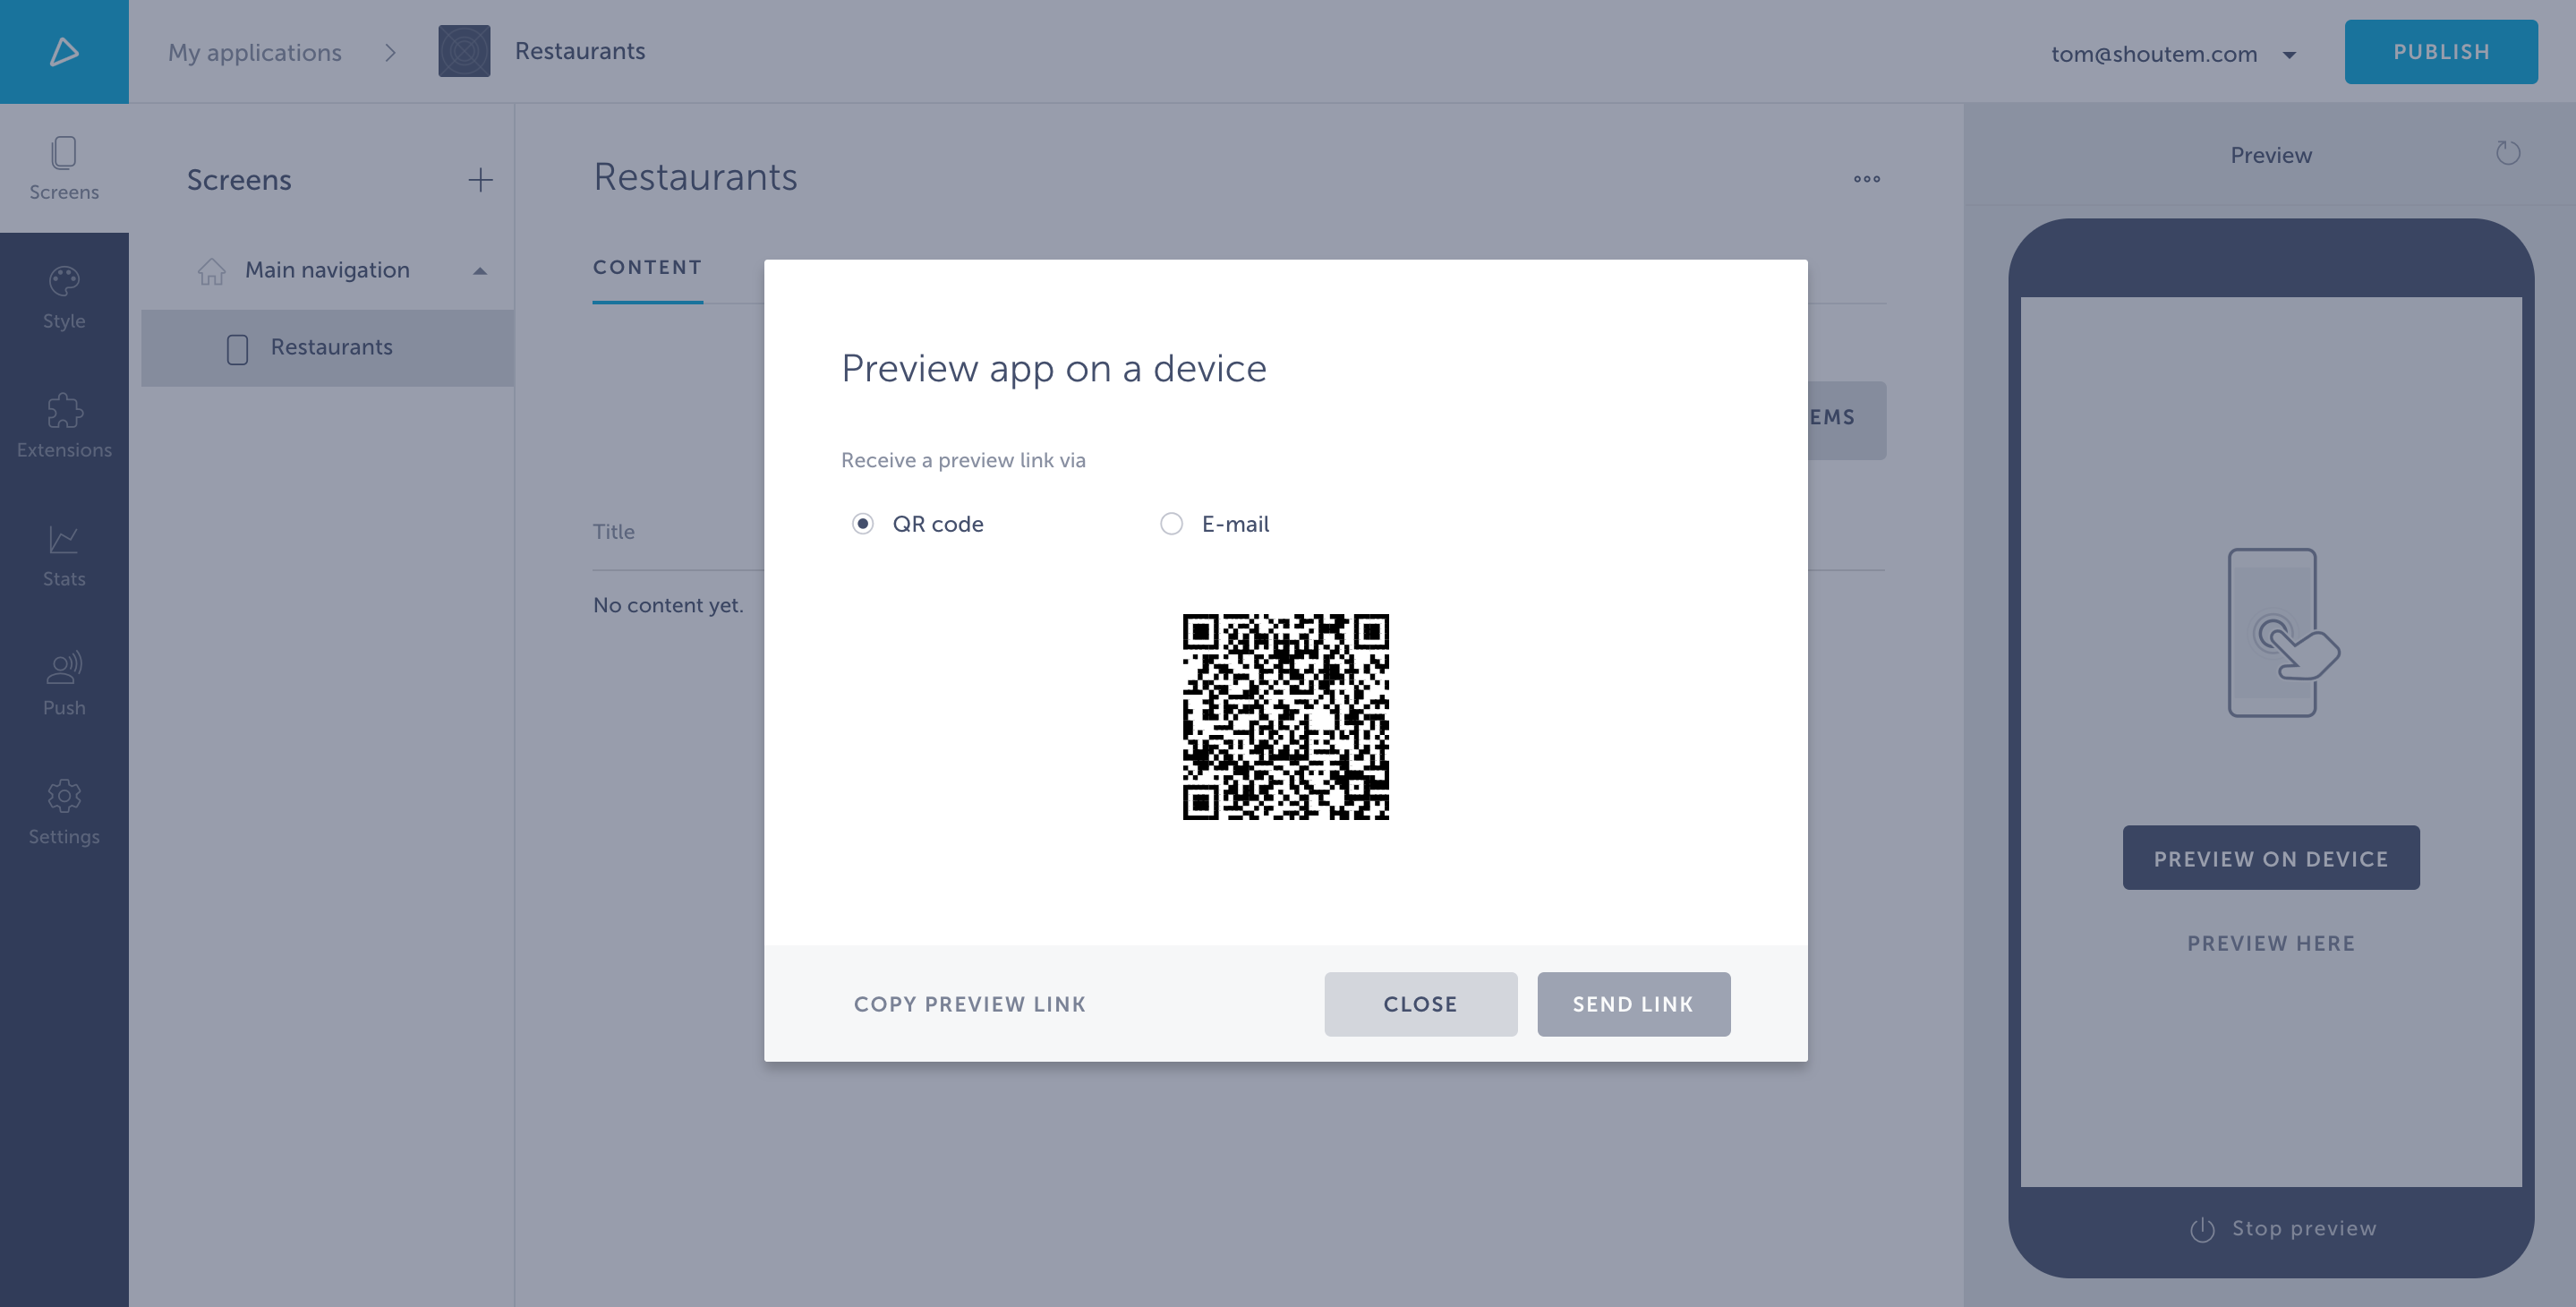 My applications
Restaurants
tom@shoutem.com
PUBLISH
Screens
Style
Extensions
Stats
Push
Settings
Screens
Main navigation
Restaurants
Restaurants
CONTENT
EMS
Title
No content yet.
Preview app on a device
Receive a preview link via
QR code
E-mail
COPY PREVIEW LINK
CLOSE
SEND LINK
Preview
PREVIEW ON DEVICE
PREVIEW HERE
Stop preview